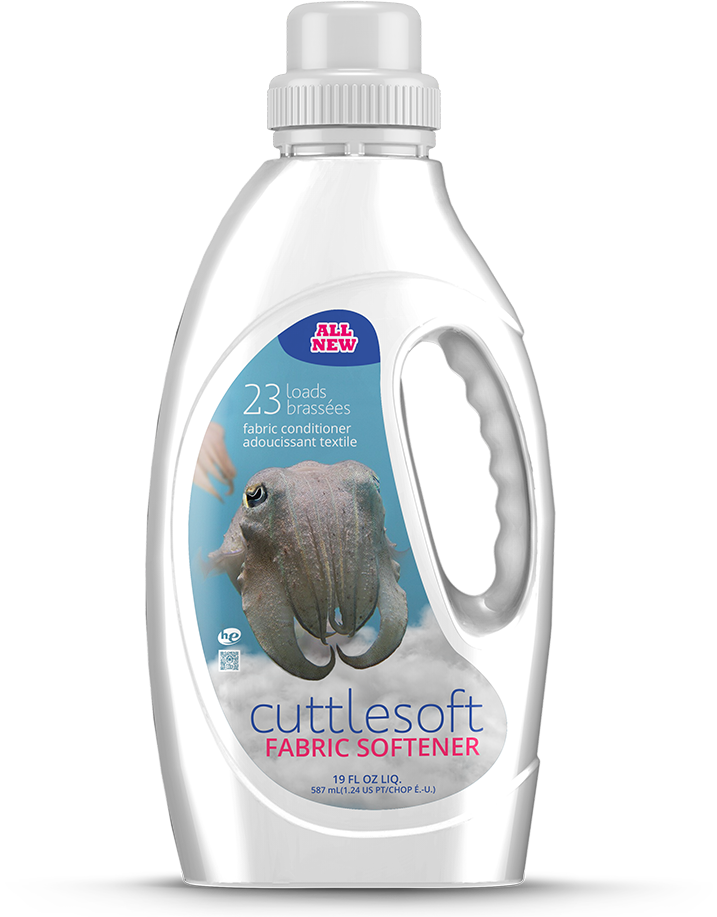 ALL
NEW
23 loads
brassées
fabric conditioner
adoucissant textile
he
cuttlesoft
FABRIC SOFTENER
19 FL OZ LIQ.
587 mL(1.24 US PT/CHOP É.-U.)